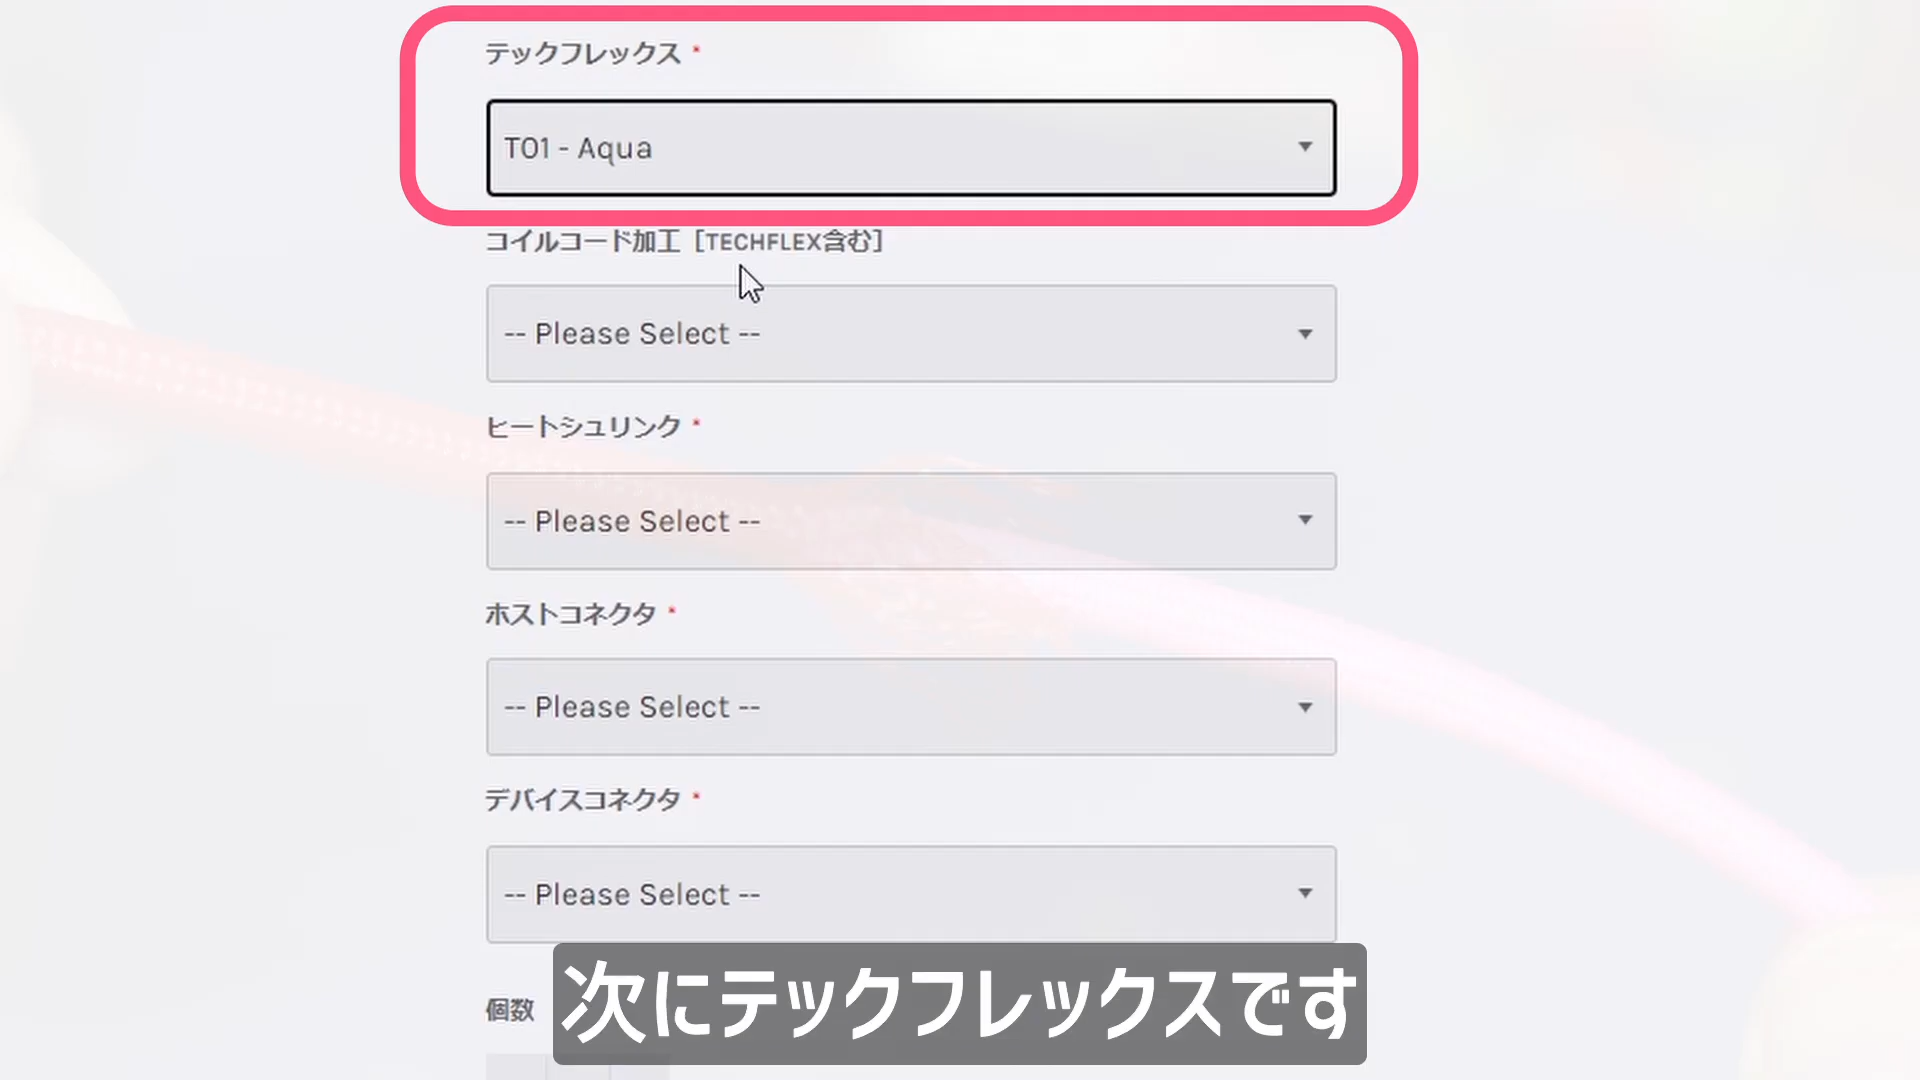 テックフレックス *
T01 - Aqua
コイルコード加工［TECHFLEX含む］
-- Please Select --
ヒートシュリンク *
-- Please Select --
ホストコネクタ *
-- Please Select --
デバイスコネクタ *
-- Please Select --
個数
次にテックフレックスです